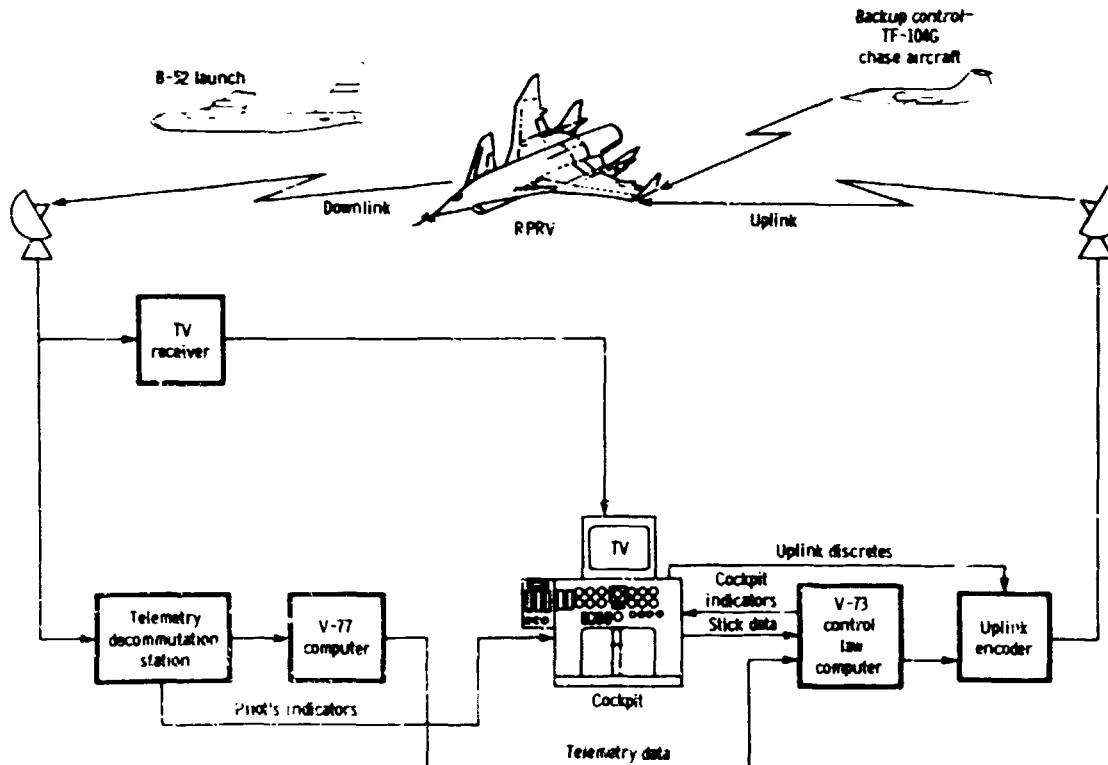 Backup control-
TF-104G
chase aircraft
B-52 launch
Downlink
RPRV
Uplink
TV
receiver
TV
Uplink discretes
Cockpit
indicators
Stick data
Telemetry
decommutation
station
V-77
computer
V-73
control
law
computer
Uplink
encoder
Pilot's indicators
Cockpit
Telemetry data